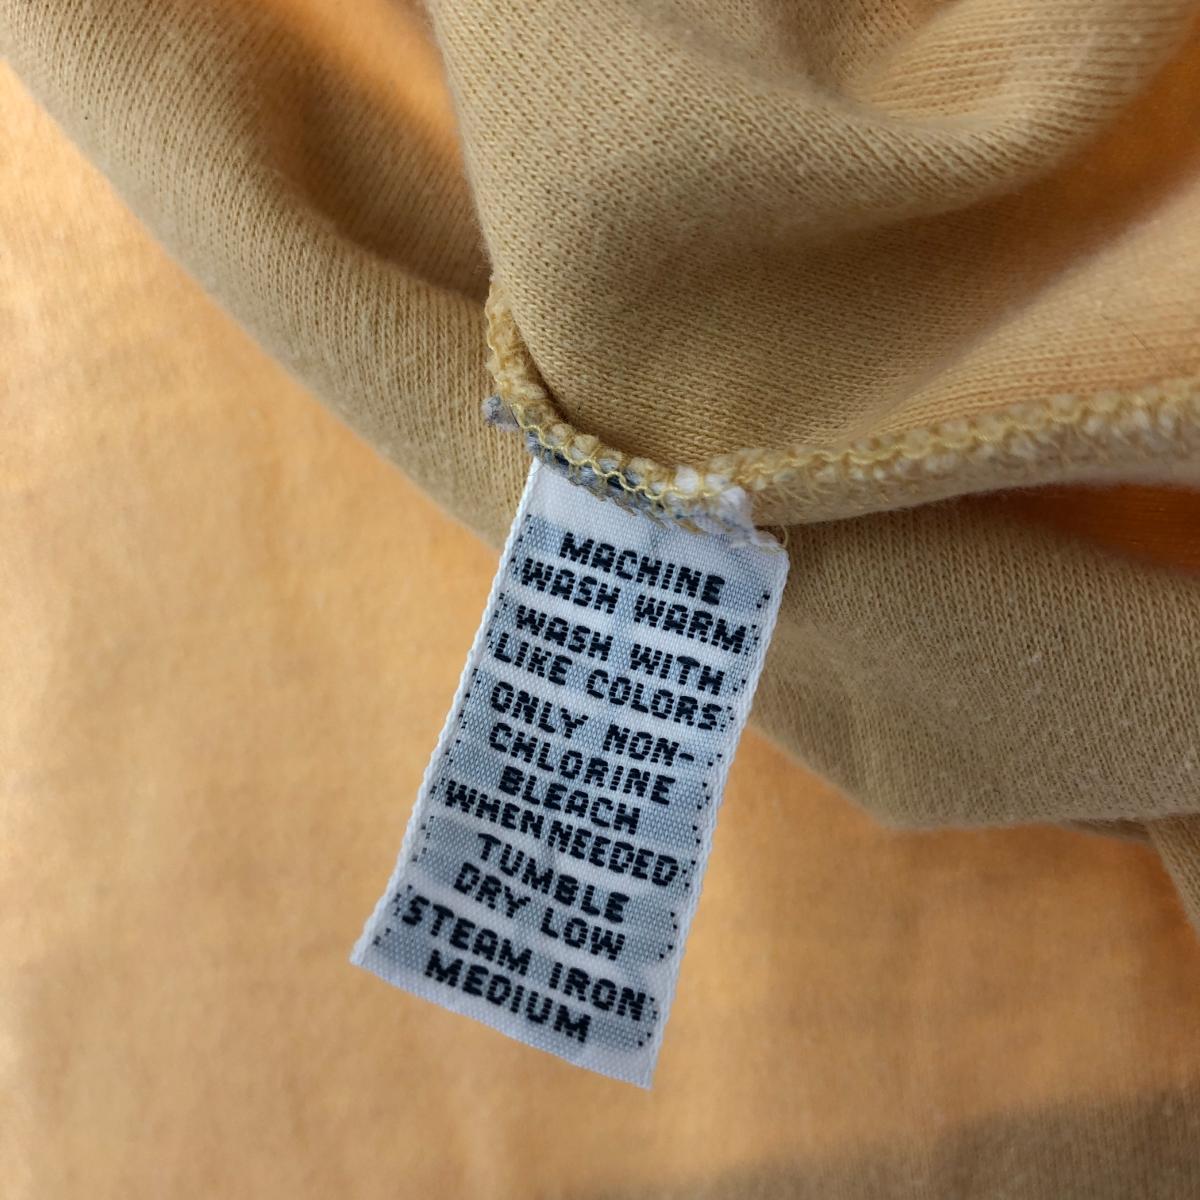 MACHINE
WASH WARM
WASH WITH
LIKE COLORS
ONLY NON-
CHLORINE
BLEACH
WHEN NEEDED
TUMBLE
DRY LOW
STEAM IRON
MEDIUM